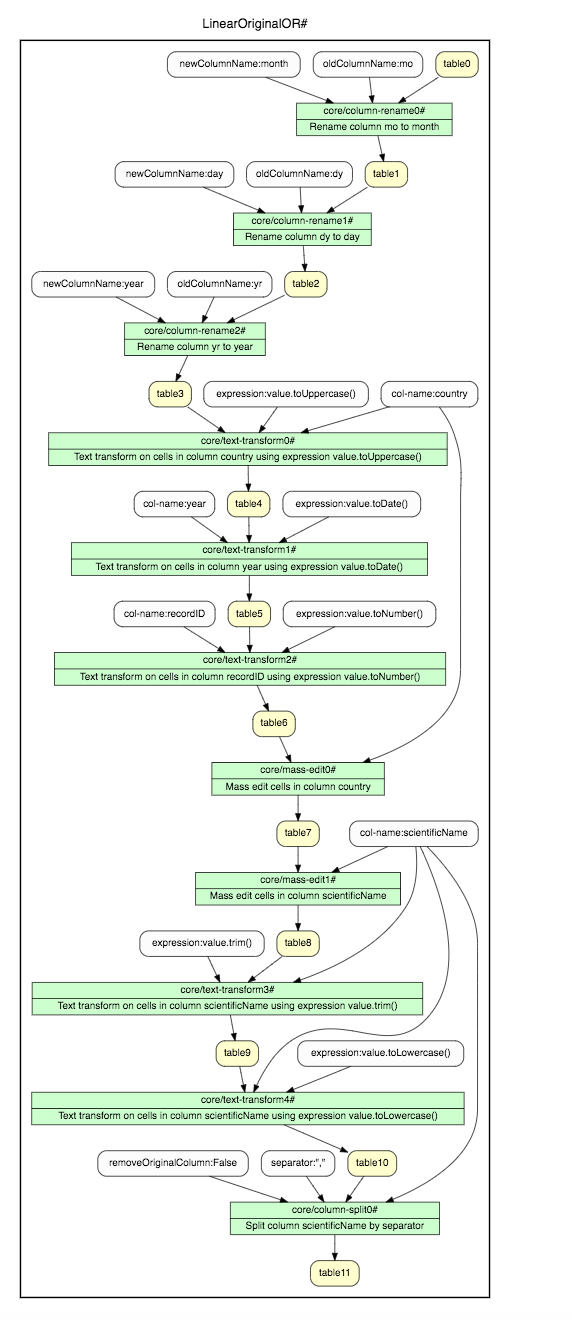 LinearOriginalOR#
newColumnName:month
oldColumnName:mo
table0
core/column-rename0#
Rename column mo to month
newColumnName:day
oldColumnName:dy
table1
core/column-rename1#
Rename column dy to day
newColumnName:year
oldColumnName:yr
table2
core/column-rename2#
Rename column yr to year
table3
expression:value.toUppercase()
col-name:country
core/text-transform0#
Text transform on cells in column country using expression value.toUppercase()
col-name:year
table4
expression:value.toDate()
core/text-transform1#
Text transform on cells in column year using expression value.toDate()
col-name:recordID
table5
expression:value.toNumber()
core/text-transform2#
Text transform on cells in column recordID using expression value.toNumber()
table6
core/mass-edit0#
Mass edit cells in column country
table7
col-name:scientificName
core/mass-edit1#
Mass edit cells in column scientificName
expression:value.trim()
table8
core/text-transform3#
Text transform on cells in column scientificName using expression value.trim()
table9
expression:value.toLowercase()
core/text-transform4#
Text transform on cells in column scientificName using expression value.toLowercase()
removeOriginalColumn:False
separator:","
table10
core/column-split0#
Split column scientificName by separator
table11